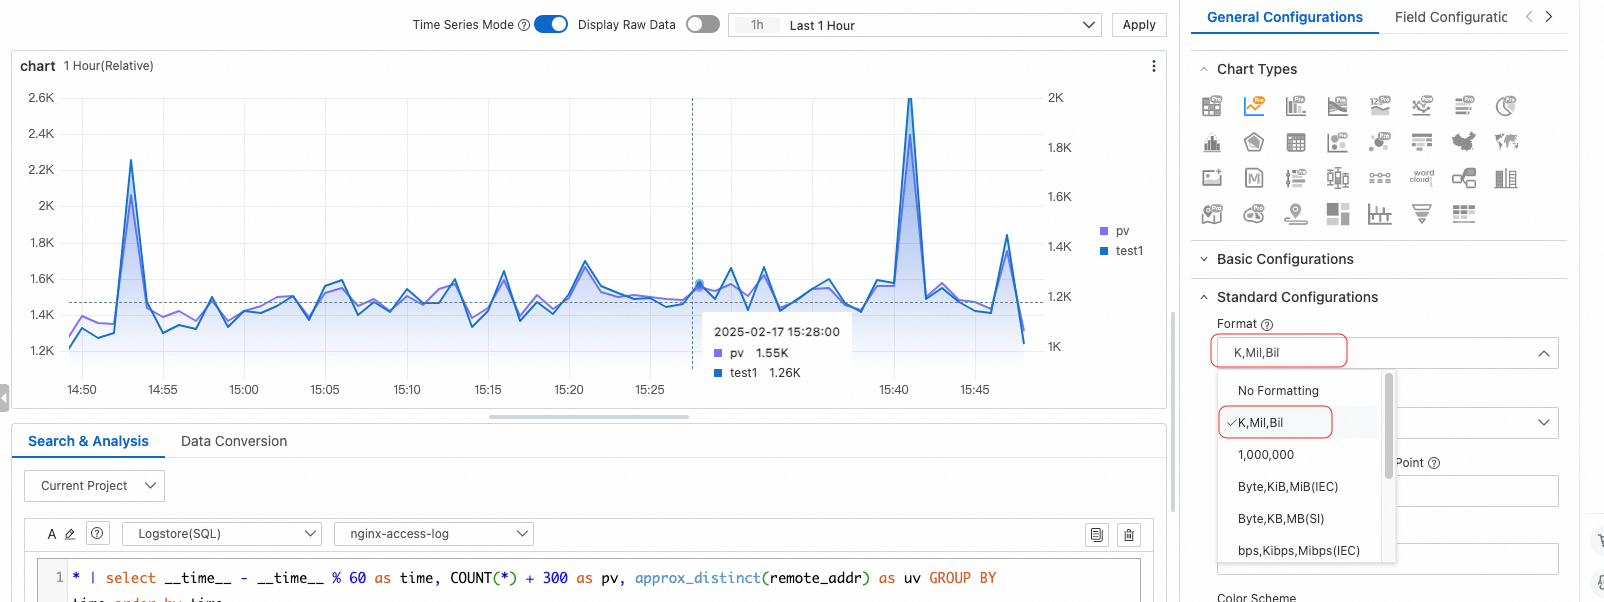 Time Series Mode
Display Raw Data
1h Last 1 Hour
Apply
chart 1 Hour(Relative)
2.6K
2.4K
2.2K
2K
1.8K
1.6K
1.4K
1.2K
2K
1.8K
1.6K
1.4K
1.2K
1K
pv
test1
2025-02-17 15:28:00
pv 1.55K
test1 1.26K
14:50 14:55 15:00 15:05 15:10 15:15 15:20 15:25 15:40 15:45
Search & Analysis Data Conversion
Current Project
A Logstore(SQL) nginx-access-log
1 * | select __time__ - __time__ % 60 as time, COUNT(*) + 300 as pv, approx_distinct(remote_addr) as uv GROUP BY
time order by time
General Configurations Field Configuratic
Chart Types
word
cloud
Basic Configurations
Standard Configurations
Format
K,Mil,Bil
No Formatting
K,Mil,Bil
1,000,000
Point
Byte,KiB,MiB(IEC)
Byte,KB,MB(SI)
bps,Kibps,Mibps(IEC)
Color Scheme